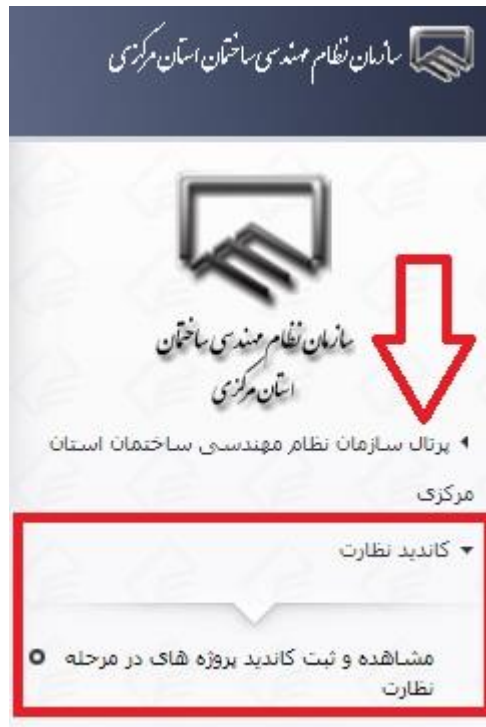 سازمان نظام مهندسی ساختمان استان مرکزی
سازمان نظام مهندسی ساختمان
استان مرکزی
پرتال سازمان نظام مهندسی ساختمان استان
مرکزی
کاندید نظارت
مشاهده و ثبت کاندید پروژه های در مرحله
نظارت